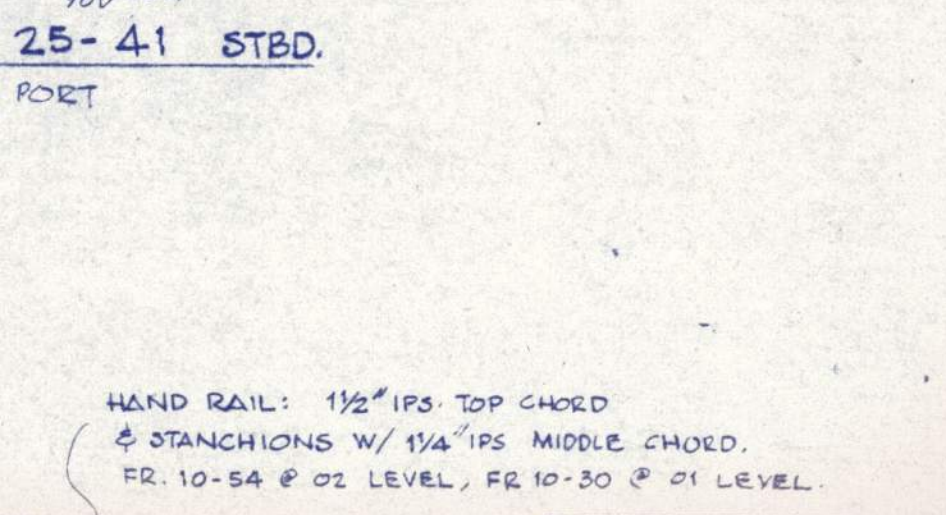 25-41 STBD.
PORT
HAND RAIL: 1½" IPS. TOP CHORD
& STANCHIONS W/ 1¼" IPS MIDDLE CHORD.
FR. 10-54 @ 02 LEVEL, FR 10-30 @ 01 LEVEL.